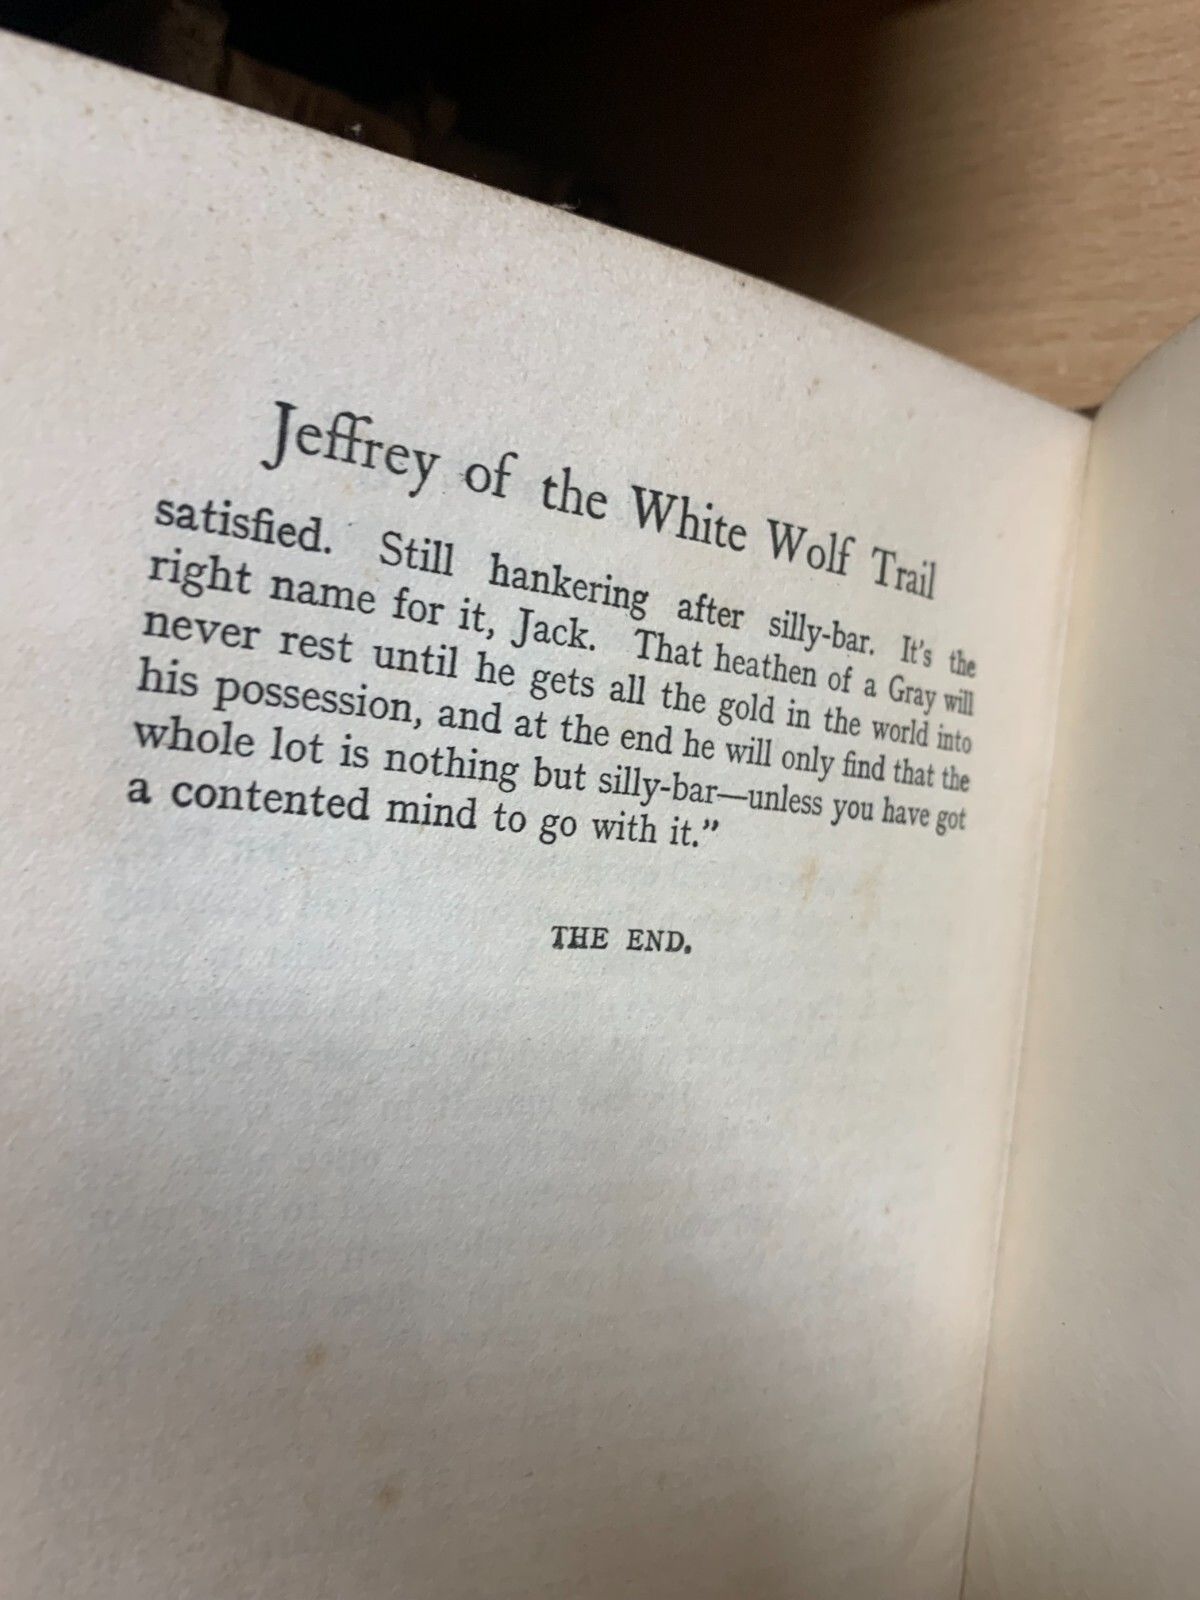 Jeffrey of the White Wolf Trail
satisfied. Still hankering after silly-bar. It's the
right name for it, Jack. That heathen of a Gray will
never rest until he gets all the gold in the world into
his possession, and at the end he will only find that the
whole lot is nothing but silly-bar—unless you have got
a contented mind to go with it."
THE END.